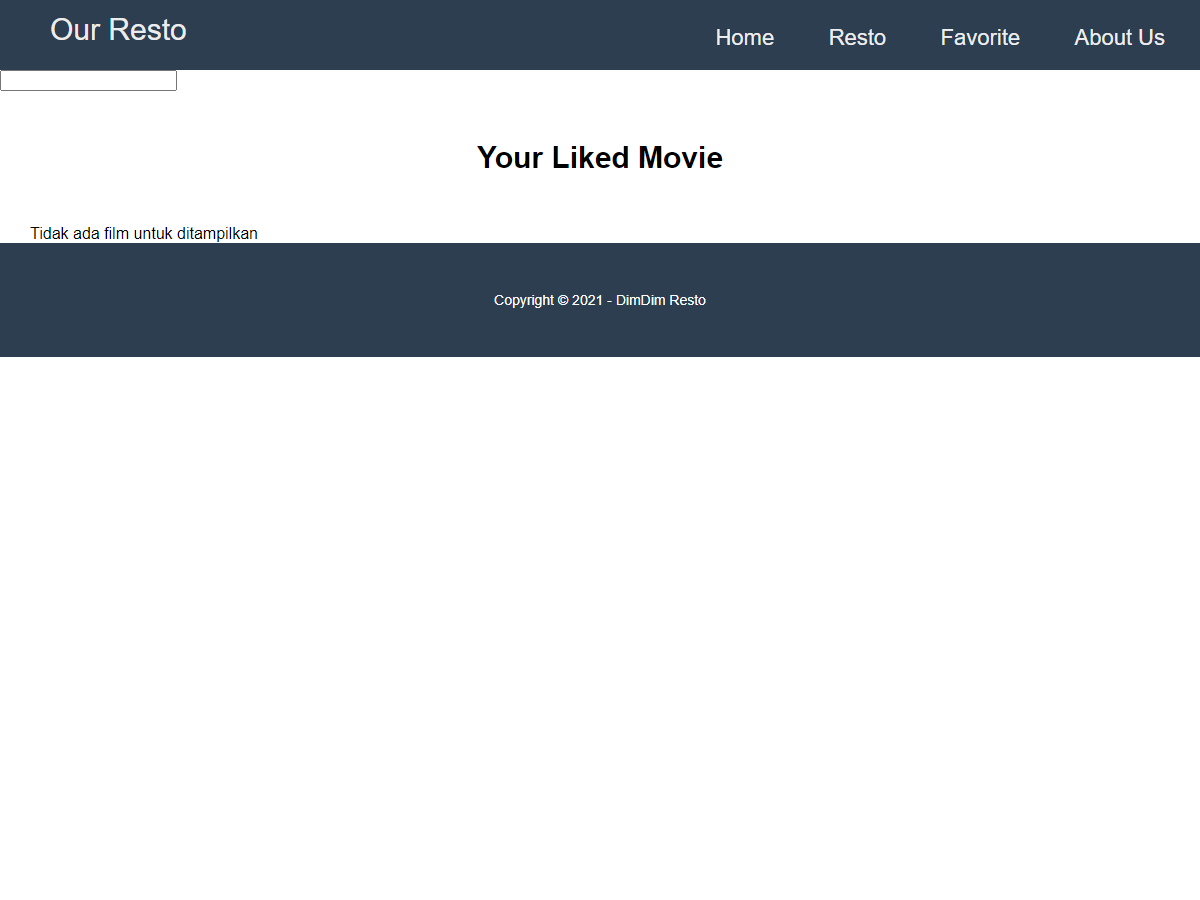 Our Resto
Home Resto Favorite About Us
Your Liked Movie
Tidak ada film untuk ditampilkan
Copyright © 2021 - DimDim Resto